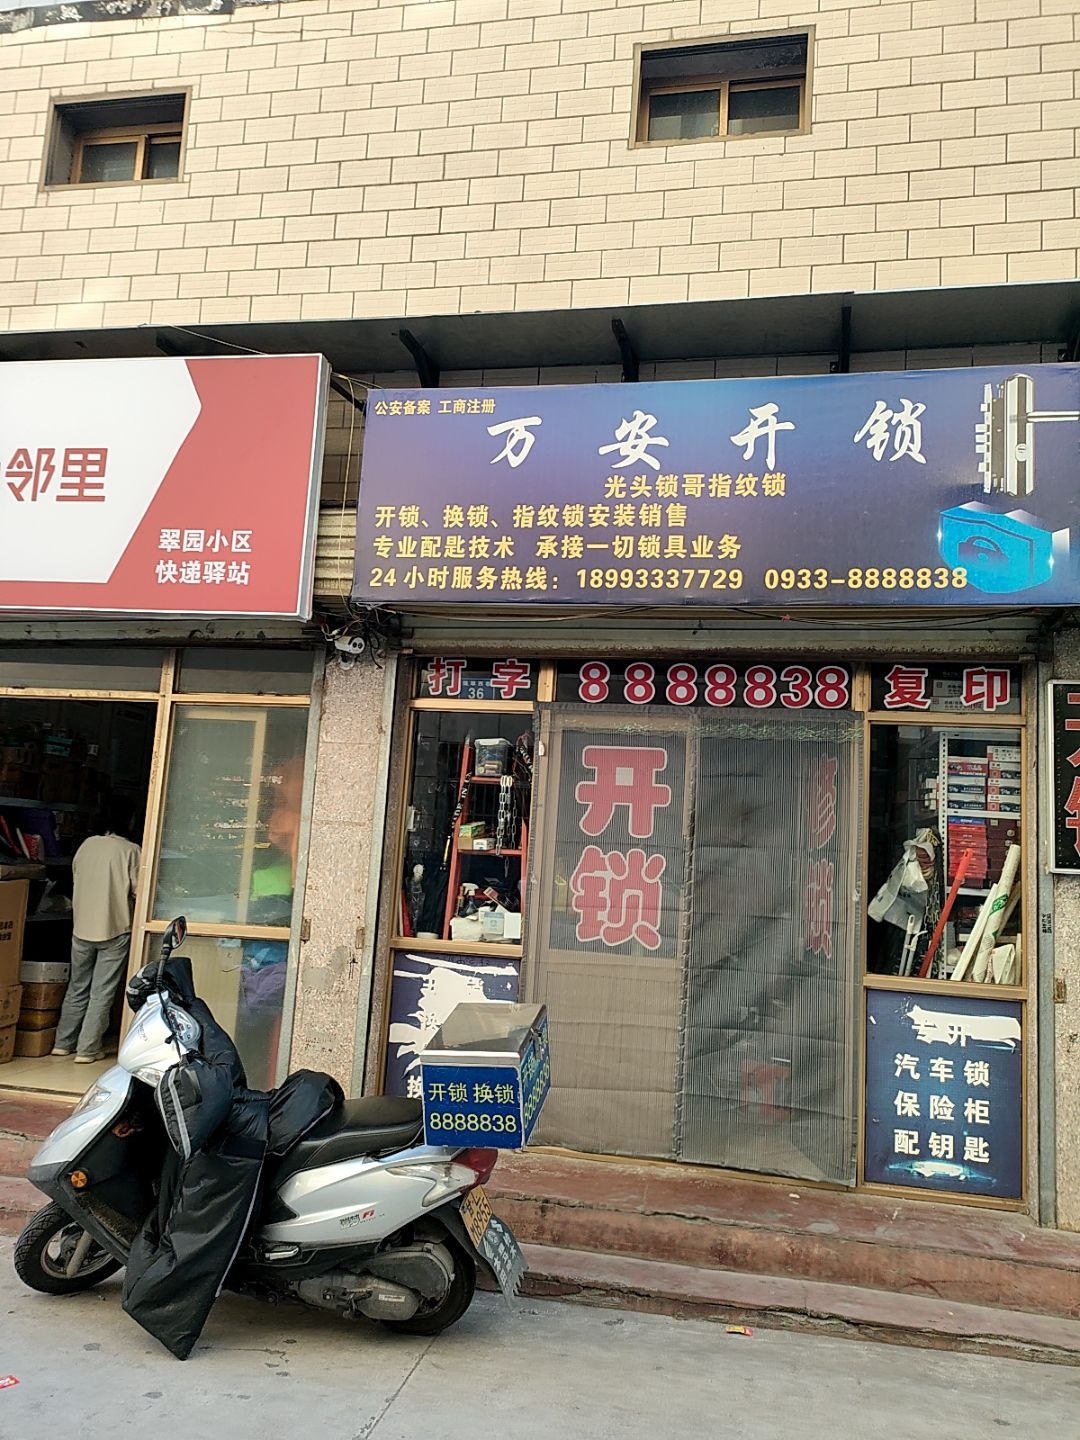 邻里
翠园小区
快递驿站
公安备案 工商注册
万安开锁
光头锁哥指纹锁
开锁、换锁、指纹锁安装销售
专业配匙技术 承接一切锁具业务
24小时服务热线：18993337729 0933-8888838
打字 8888838 复印
36
开锁
修锁
开锁 换锁
8888838
专开
汽车锁
保险柜
配钥匙